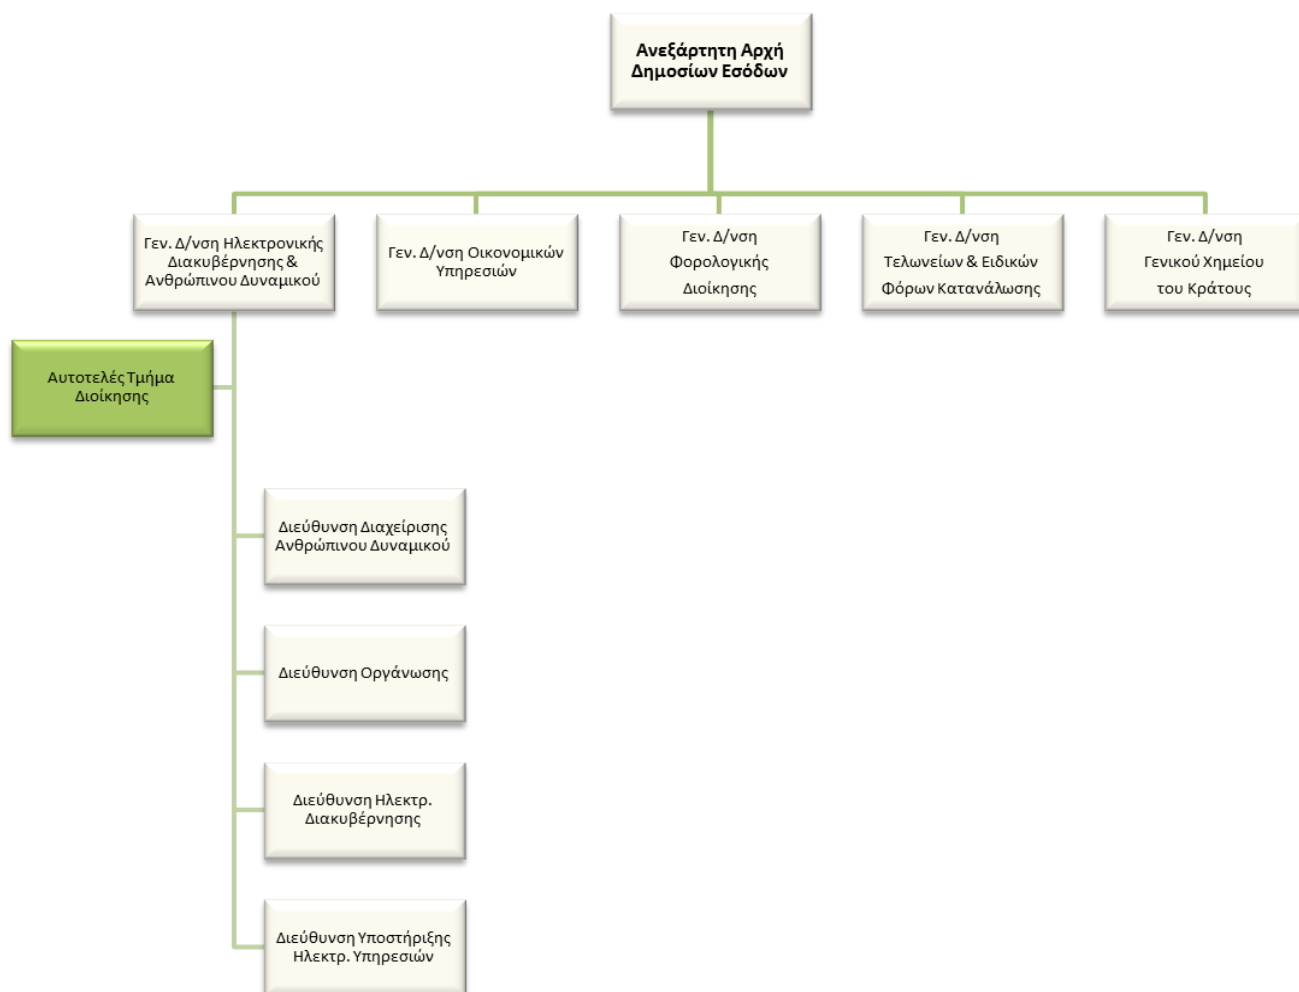 Ανεξάρτητη Αρχή
Δημοσίων Εσόδων
Γεν. Δ/νση Ηλεκτρονικής
Διακυβέρνησης &
Ανθρώπινου Δυναμικού
Γεν. Δ/νση Οικονομικών
Υπηρεσιών
Γεν. Δ/νση
Φορολογικής
Διοίκησης
Γεν. Δ/νση
Τελωνείων & Ειδικών
Φόρων Κατανάλωσης
Γεν. Δ/νση
Γενικού Χημείου
του Κράτους
Αυτοτελές Τμήμα
Διοίκησης
Διεύθυνση Διαχείρισης
Ανθρώπινου Δυναμικού
Διεύθυνση Οργάνωσης
Διεύθυνση Ηλεκτρ.
Διακυβέρνησης
Διεύθυνση Υποστήριξης
Ηλεκτρ. Υπηρεσιών